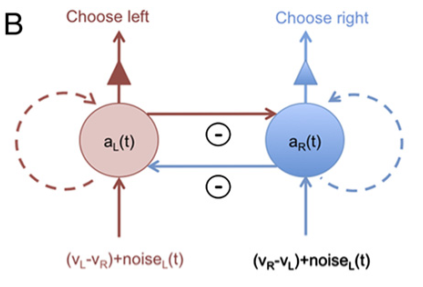 B
Choose left
Choose right
a_L(t)
a_R(t)
-
-
(v_L-v_R)+noise_L(t)
(v_R-v_L)+noise_L(t)